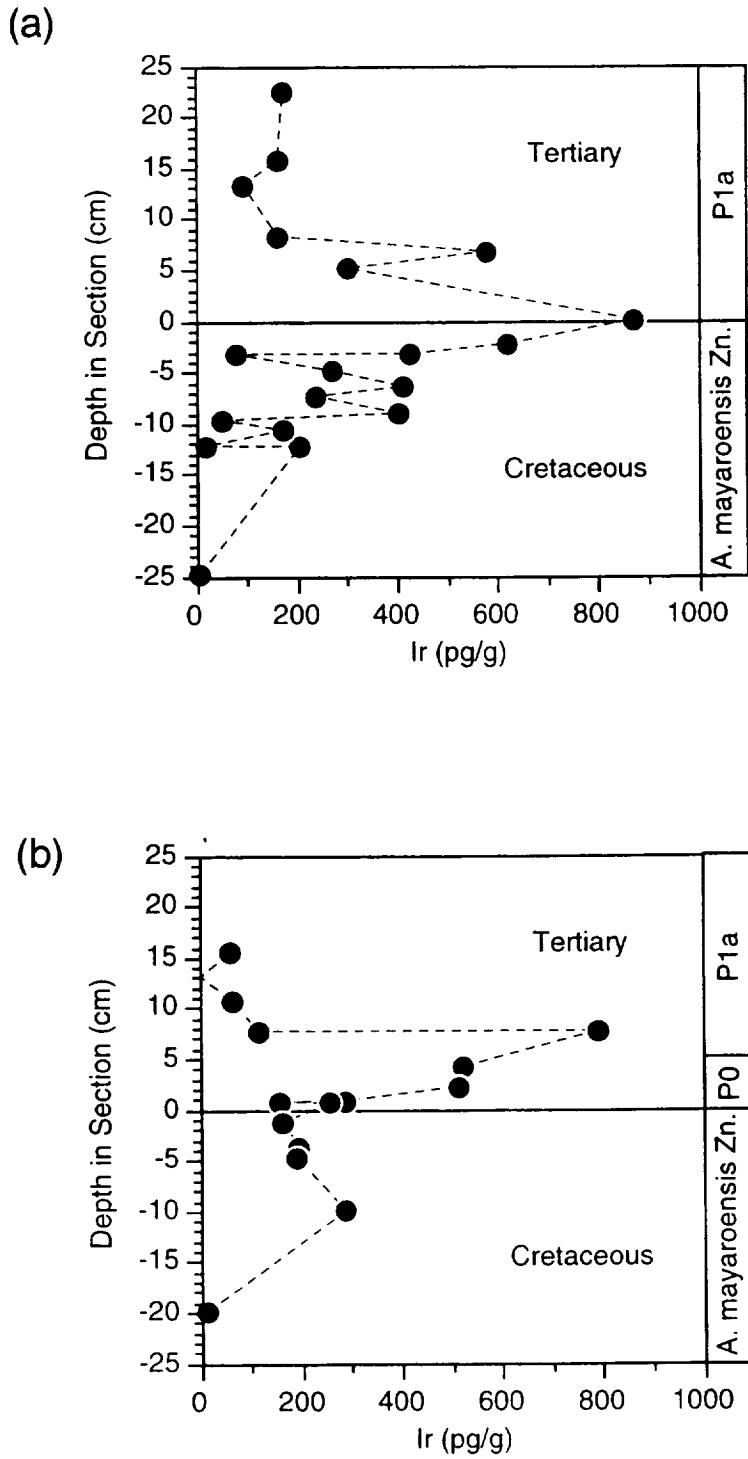 (a)
25
20
15
10
5
0
-5
-10
-15
-20
-25
Depth in Section (cm)
Tertiary
Cretaceous
P1a
A. mayaroensis Zn.
0 200 400 600 800 1000
Ir (pg/g)
(b)
25
20
15
10
5
0
-5
-10
-15
-20
-25
Depth in Section (cm)
Tertiary
Cretaceous
P1a
P0
A. mayaroensis Zn.
0 200 400 600 800 1000
Ir (pg/g)